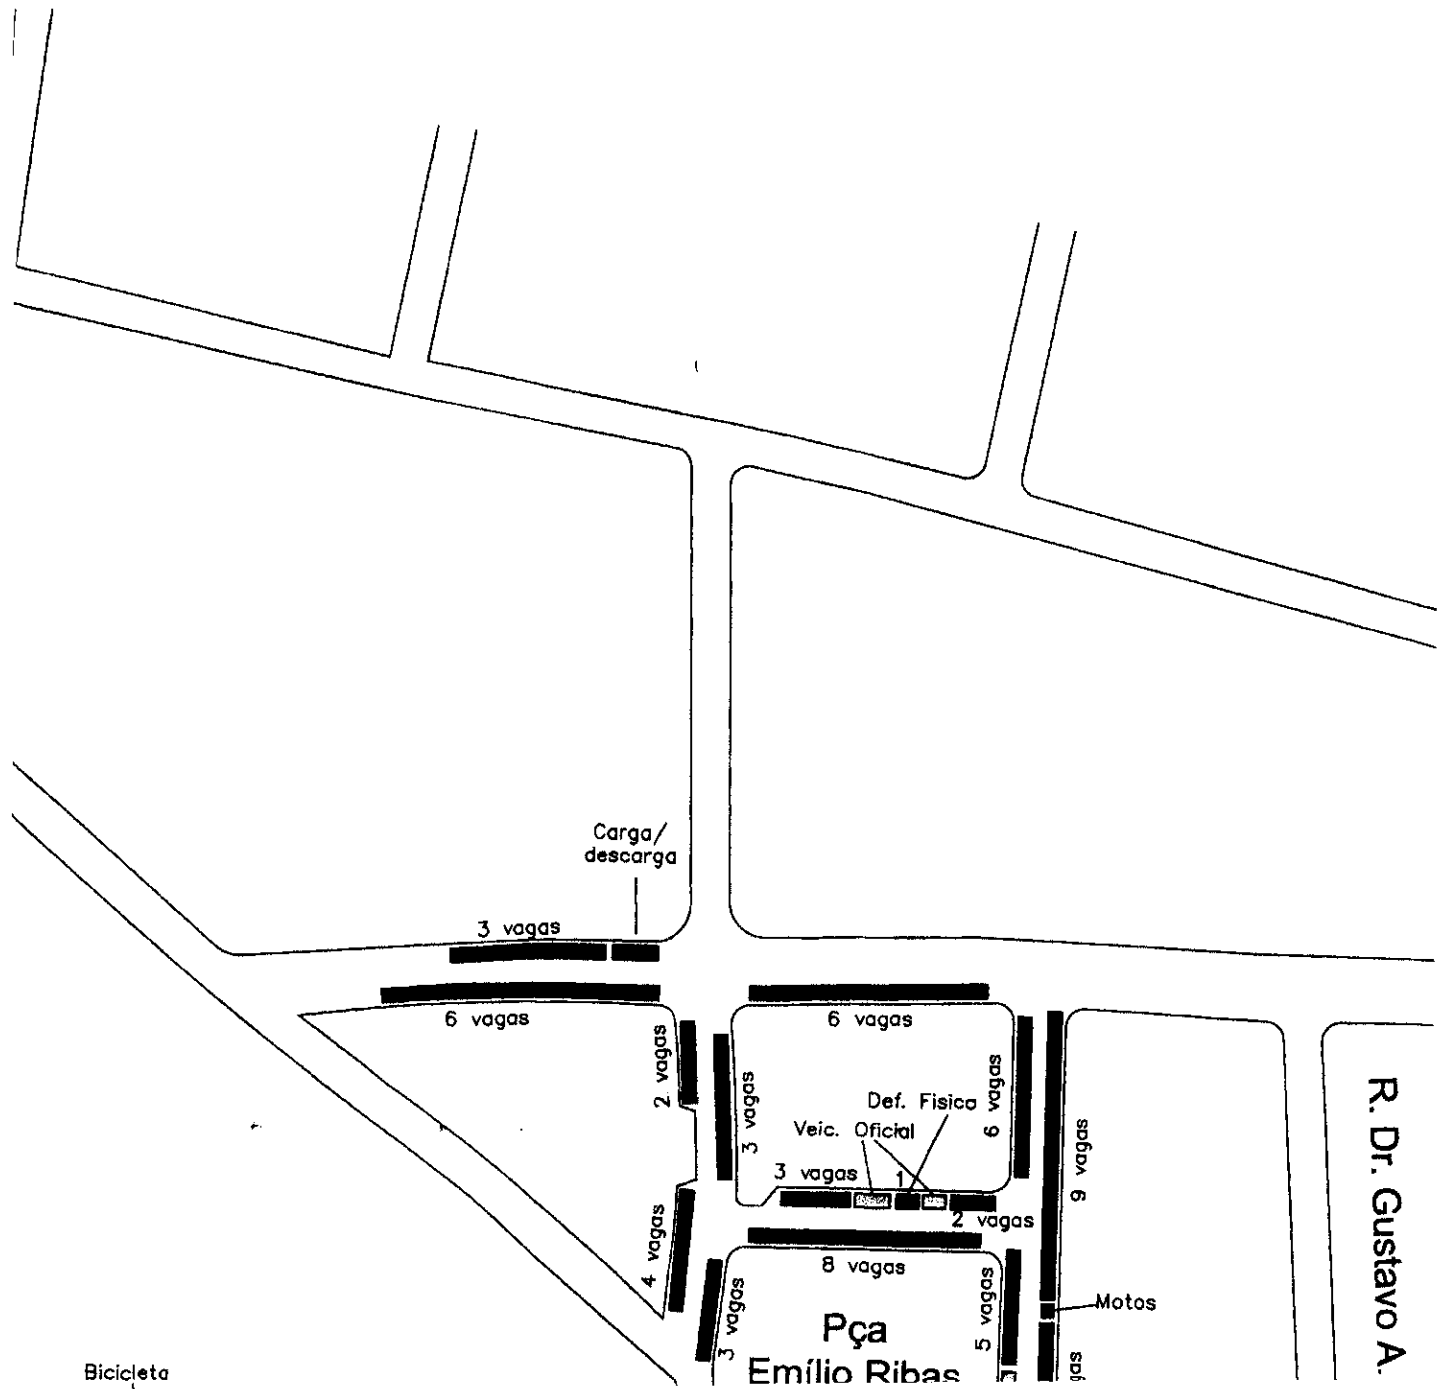 Carga/
descarga
3 vagas
6 vagas
6 vagas
2 vagas
3 vagas
6 vagas
9 vagas
Def. Fisica
Veic. Oficial
3 vagas
1
2 vagas
4 vagas
3 vagas
8 vagas
5 vagas
Motos
Pça
Emílio Ribas
R. Dr. Gustavo A.
Bicicleta